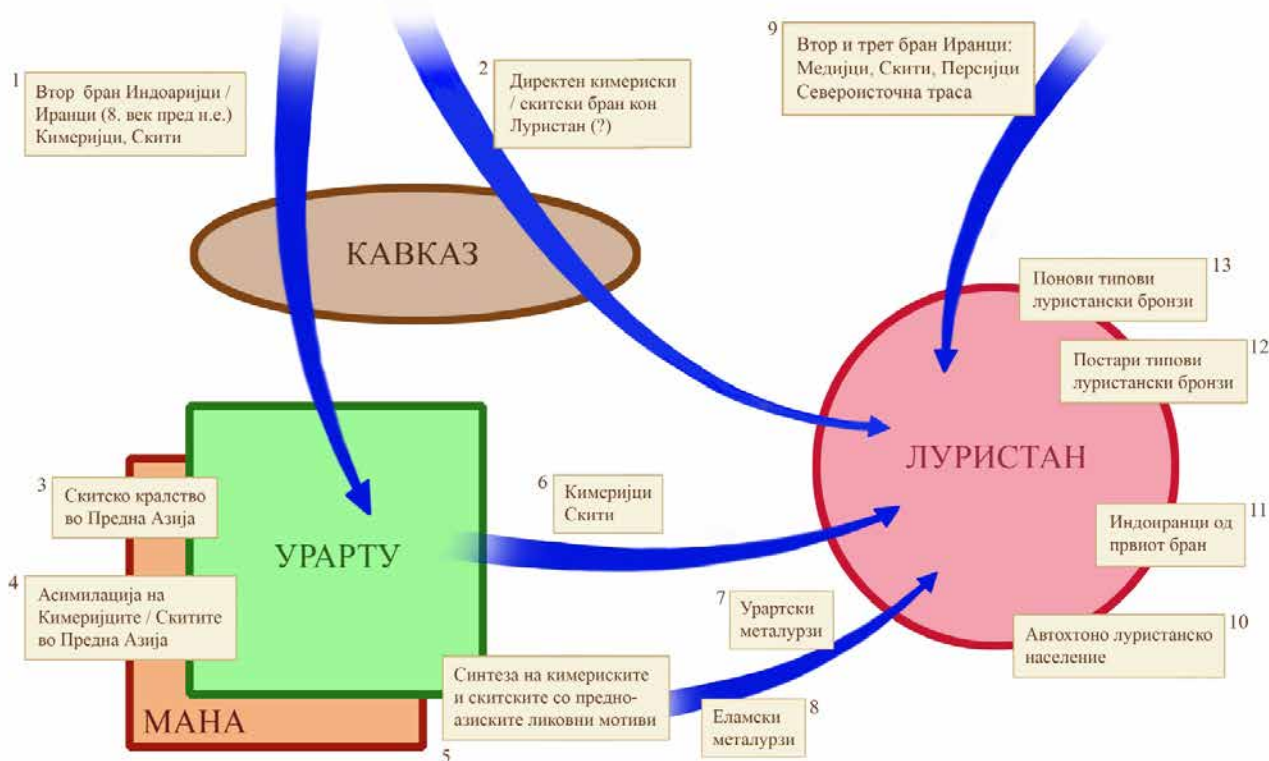 1
Втор бран Индоаријци /
Иранци (8. век пред н.е.)
Кимеријци, Скити
2
Директен кимериски
/ скитски бран кон
Луристан (?)
9
Втор и трет бран Иранци:
Медијци, Скити, Персијци
Североисточна траса
КАВКАЗ
13
Понови типови
луристански бронзи
12
Постари типови
луристански бронзи
ЛУРИСТАН
3
Скитско кралство
во Предна Азија
6
Кимеријци
Скити
11
Индоиранци од
првиот бран
УРАРТУ
4
Асимилација на
Кимеријците / Скитите
во Предна Азија
7
Урартски
металурзи
10
Автохтоно луристанско
население
Синтеза на кимериските
и скитските со предно-
азиските ликовни мотиви
5
8
Еламски
металурзи
МАНА